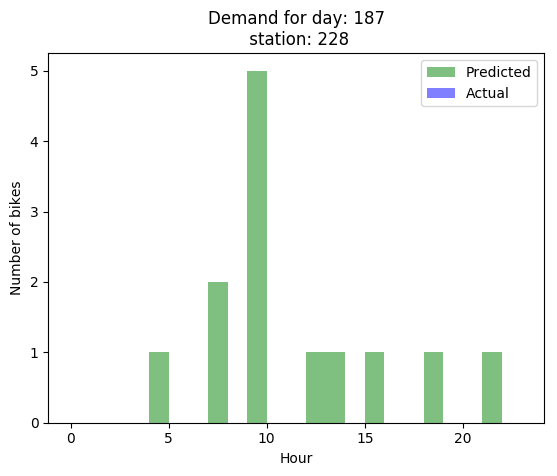 Demand for day: 187
station: 228
Predicted
Actual
Number of bikes
5
4
3
2
1
0
0
5
10
15
20
Hour